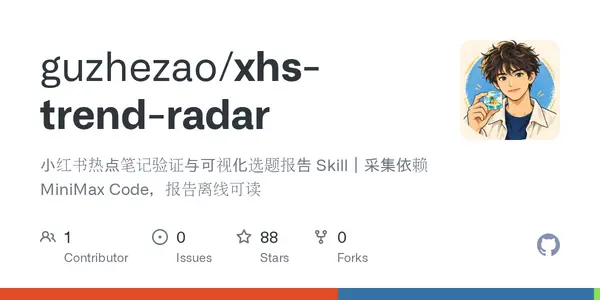 guzhezao/xhs-
trend-radar
小红书热点笔记验证与可视化选题报告 Skill｜采集依赖
MiniMax Code，报告离线可读
1 0 88 0
Contributor Issues Stars Forks